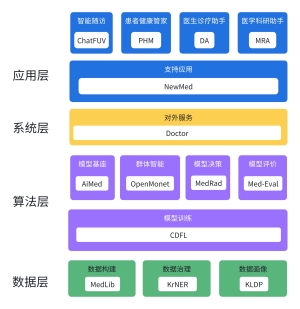 智能随访 患者健康管家 医生诊疗助手 医学科研助手
ChatFUV PHM DA MRA
应用层
支持应用
NewMed
系统层
对外服务
Doctor
模型基座 群体智能 模型决策 模型评价
AiMed OpenMonet MedRad Med-Eval
算法层
模型训练
CDFL
数据构建 数据治理 数据画像
数据层
MedLib KrNER KLDP